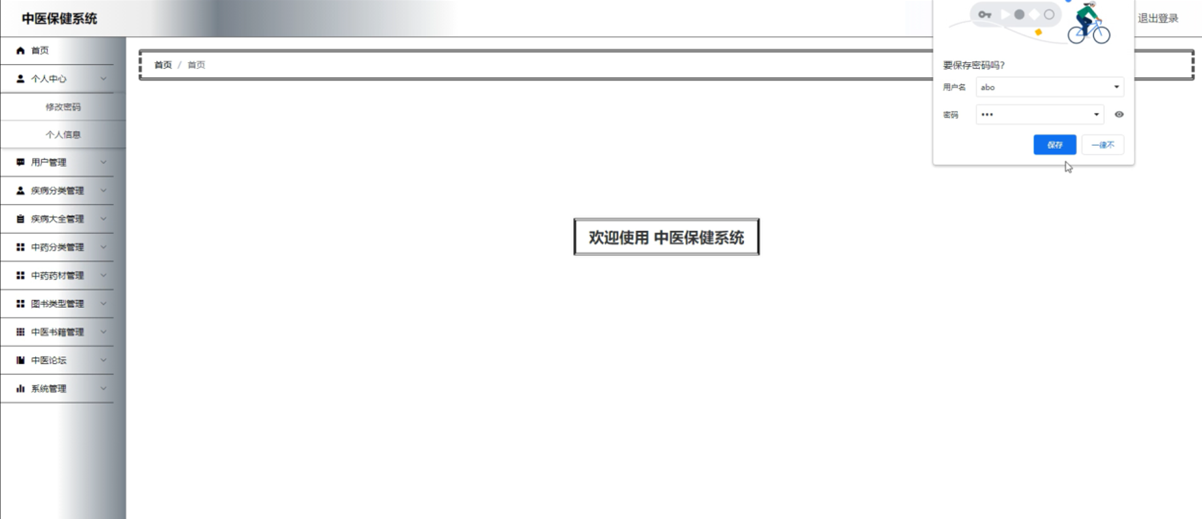 中医保健系统
退出登录
首页
个人中心
修改密码
个人信息
用户管理
疾病分类管理
疾病大全管理
中药分类管理
中药药材管理
图书类型管理
中医书籍管理
中医论坛
系统管理
首页 / 首页
欢迎使用 中医保健系统
要保存密码吗?
用户名 abo
密码 •••
保存 一律不